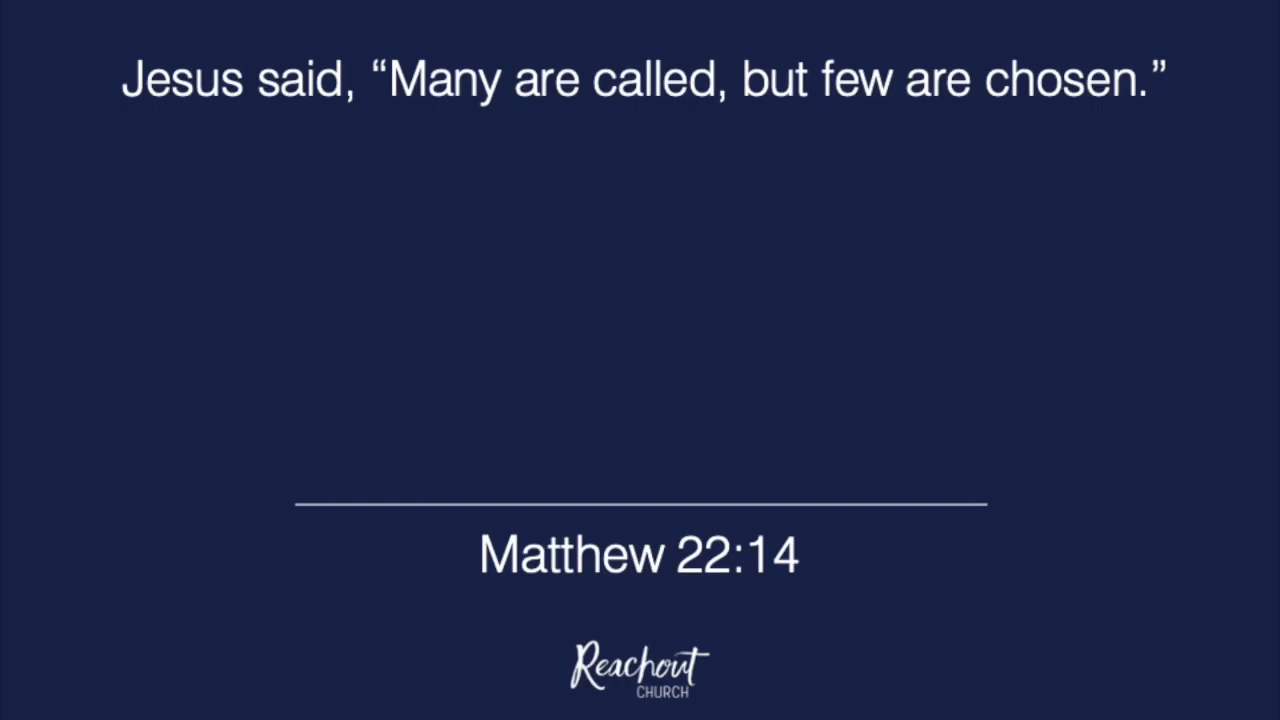 Jesus said, “Many are called, but few are chosen.”
Matthew 22:14
Reachout
CHURCH